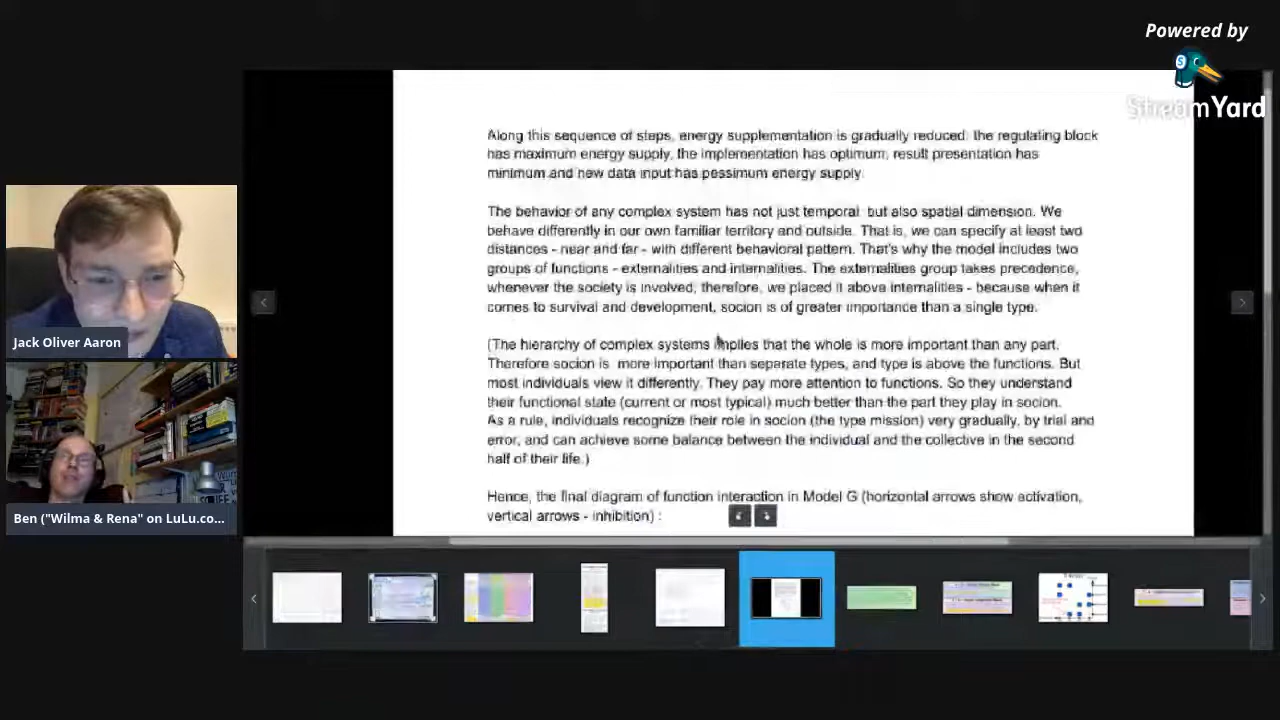 Powered by
StreamYard
Along this sequence of steps, energy supplementation is gradually reduced: the regulating block
has maximum energy supply, the implementation has optimum, result presentation has
minimum and new data input has pessimum energy supply.
The behavior of any complex system has not just temporal, but also spatial dimension. We
behave differently in our own familiar territory and outside. That is, we can specify at least two
distances - near and far - with different behavioral pattern. That's why the model includes two
groups of functions - externalities and internalities. The externalities group takes precedence,
whenever the society is involved, therefore, we placed it above internalities - because when it
comes to survival and development, socion is of greater importance than a single type.
(The hierarchy of complex systems implies that the whole is more important than any part.
Therefore socion is more important than separate types, and type is above the functions. But
most individuals view it differently. They pay more attention to functions. So they understand
their functional state (current or most typical) much better than the part they play in socion.
As a rule, individuals recognize their role in socion (the type mission) very gradually, by trial and
error, and can achieve some balance between the individual and the collective in the second
half of their life.)
Hence, the final diagram of function interaction in Model G (horizontal arrows show activation,
vertical arrows - inhibition) :
Jack Oliver Aaron
Ben ("Wilma & Rena" on LuLu.co...